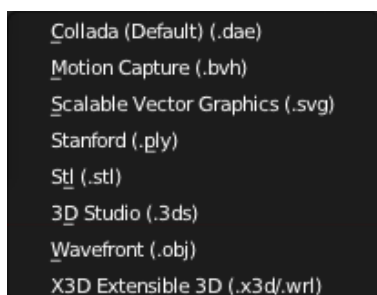 Collada (Default) (.dae)
Motion Capture (.bvh)
Scalable Vector Graphics (.svg)
Stanford (.ply)
Stl (.stl)
3D Studio (.3ds)
Wavefront (.obj)
X3D Extensible 3D (.x3d/.wrl)